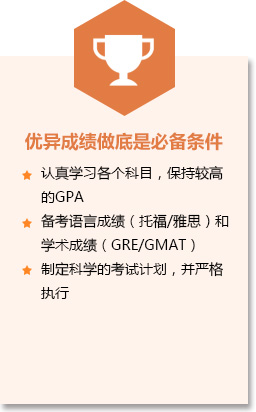 优异成绩做底是必备条件
认真学习各个科目，保持较高
的GPA
备考语言成绩（托福/雅思）和
学术成绩（GRE/GMAT）
制定科学的考试计划，并严格
执行